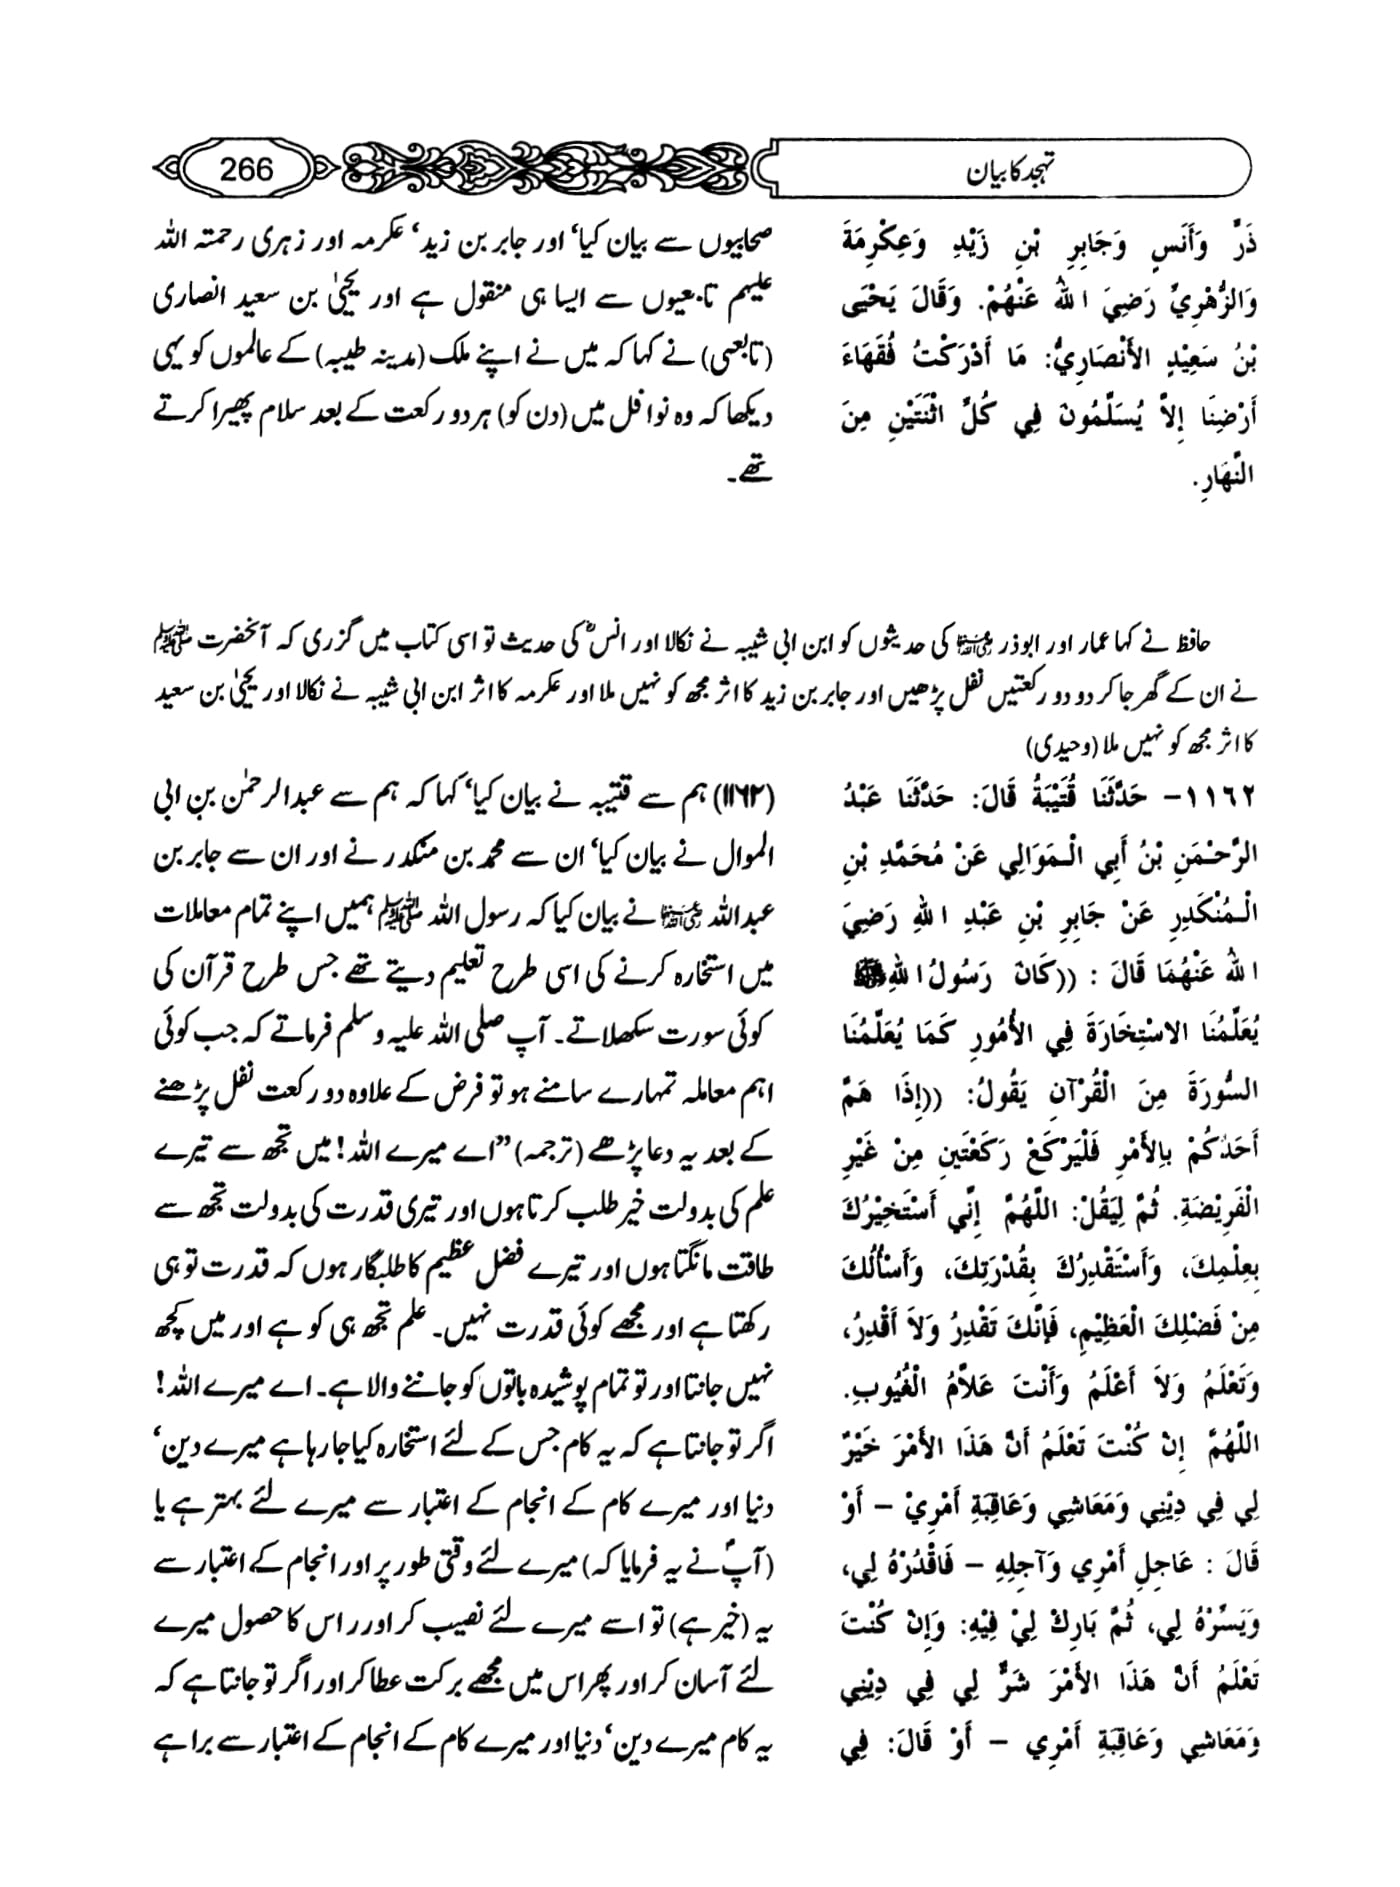 تہجد کا بیان
266
ذَرٍّ وَأَنَسٍ وَجَابِرِ بْنِ زَيْدٍ وَعِكْرِمَةَ
وَالزُّهْرِيِّ رَضِيَ اللهُ عَنْهُمْ. وَقَالَ يَحْيَى
بْنُ سَعِيْدٍ الأَنْصَارِيُّ: مَا أَدْرَكْتُ فُقَهَاءَ
أَرْضِنَا إِلاَّ يُسَلِّمُونَ فِي كُلِّ اثْنَتَيْنِ مِنَ
النَّهَارِ.
صحابیوں سے بیان کیا‘ اور جابر بن زید‘ عکرمہ اور زہری رحمتہ اللہ
علیہم تابعیوں سے ایسا ہی منقول ہے اور یحیٰی بن سعید انصاری
(تابعی) نے کہا کہ میں نے اپنے ملک (مدینہ طیبہ) کے عالموں کو یہی
دیکھا کہ وہ نوافل میں (دن کو) ہر دو رکعت کے بعد سلام پھیرا کرتے
تھے۔
حافظ نے کہا عمار اور ابوذر رضی اللہ عنہما کی حدیثوں کو ابن ابی شیبہ نے نکالا اور انسؓ کی حدیث تو اسی کتاب میں گزری کہ آنحضرت ﷺ
نے ان کے گھر جا کر دو دو رکعتیں نفل پڑھیں اور جابر بن زید کا اثر مجھ کو نہیں ملا اور عکرمہ کا اثر ابن ابی شیبہ نے نکالا اور یحیٰی بن سعید
کا اثر مجھ کو نہیں ملا (وحیدی)
١١٦٢- حَدَّثَنَا قُتَيْبَةُ قَالَ: حَدَّثَنَا عَبْدُ
الرَّحْمَنِ بْنُ أَبِي الْمَوَالِي عَنْ مُحَمَّدِ بْنِ
الْمُنْكَدِرِ عَنْ جَابِرِ بْنِ عَبْدِ اللهِ رَضِيَ
اللهُ عَنْهُمَا قَالَ : ((كَانَ رَسُولُ اللهِ ﷺ
يُعَلِّمُنَا الاسْتِخَارَةَ فِي الأُمُورِ كَمَا يُعَلِّمُنَا
السُّورَةَ مِنَ الْقُرْآنِ يَقُولُ: ((إِذَا هَمَّ
أَحَدُكُمْ بِالأَمْرِ فَلْيَرْكَعْ رَكْعَتَينِ مِنْ غَيْرِ
الْفَرِيْضَةِ. ثُمَّ لِيَقُلْ: اللَّهُمَّ إِنِّي أَسْتَخِيْرُكَ
بِعِلْمِكَ، وَأَسْتَقْدِرُكَ بِقُدْرَتِكَ، وَأَسْأَلُكَ
مِنْ فَضْلِكَ الْعَظِيْمِ، فَإِنَّكَ تَقْدِرُ وَلاَ أَقْدِرُ،
وَتَعْلَمُ وَلاَ أَعْلَمُ وَأَنْتَ عَلاَّمُ الْغُيُوبِ.
اللَّهُمَّ إِنْ كُنْتَ تَعْلَمُ أَنَّ هَذَا الأَمْرَ خَيْرٌ
لِي فِي دِيْنِي وَمَعَاشِي وَعَاقِبَةِ أَمْرِيْ – أَوْ
قَالَ : عَاجِلِ أَمْرِي وَآجِلِهِ – فَاقْدُرْهُ لِي،
وَيَسِّرْهُ لِي، ثُمَّ بَارِكْ لِيْ فِيْهِ: وَإِنْ كُنْتَ
تَعْلَمُ أَنَّ هَذَا الأَمْرَ شَرٌّ لِي فِي دِيْنِي
وَمَعَاشِي وَعَاقِبَةِ أَمْرِي – أَوْ قَالَ: فِي
(۱۱۶۲) ہم سے قتیبہ نے بیان کیا‘ کہا کہ ہم سے عبدالرحمٰن بن ابی
الموال نے بیان کیا‘ ان سے محمد بن منکدر نے اور ان سے جابر بن
عبداللہ رضی اللہ عنہما نے بیان کیا کہ رسول اللہ ﷺ ہمیں اپنے تمام معاملات
میں استخارہ کرنے کی اسی طرح تعلیم دیتے تھے جس طرح قرآن کی
کوئی سورت سکھلاتے۔ آپ صلی اللہ علیہ وسلم فرماتے کہ جب کوئی
اہم معاملہ تمہارے سامنے ہو تو فرض کے علاوہ دو رکعت نفل پڑھنے
کے بعد یہ دعا پڑھے (ترجمہ) ”اے میرے اللہ! میں تجھ سے تیرے
علم کی بدولت خیر طلب کرتا ہوں اور تیری قدرت کی بدولت تجھ سے
طاقت مانگتا ہوں اور تیرے فضل عظیم کا طلبگار ہوں کہ قدرت تو ہی
رکھتا ہے اور مجھے کوئی قدرت نہیں۔ علم تجھ ہی کو ہے اور میں کچھ
نہیں جانتا اور تو تمام پوشیدہ باتوں کو جاننے والا ہے۔ اے میرے اللہ!
اگر تو جانتا ہے کہ یہ کام جس کے لئے استخارہ کیا جا رہا ہے میرے دین‘
دنیا اور میرے کام کے انجام کے اعتبار سے میرے لئے بہتر ہے یا
(آپؐ نے یہ فرمایا کہ) میرے لئے وقتی طور پر اور انجام کے اعتبار سے
یہ (خیر ہے) تو اسے میرے لئے نصیب کر اور راس کا حصول میرے
لئے آسان کر اور پھر اس میں مجھے برکت عطا کر اور اگر تو جانتا ہے کہ
یہ کام میرے دین‘ دنیا اور میرے کام کے انجام کے اعتبار سے برا ہے